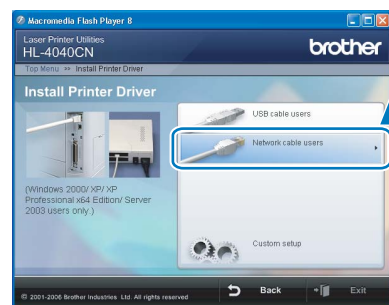 Macromedia Flash Player 8
Laser Printer Utilities
HL-4040CN
brother
Top Menu >> Install Printer Driver
Install Printer Driver
USB cable users
Network cable users
(Windows 2000/ XP/ XP
Professional x64 Edition/ Server
2003 users only.)
Custom setup
© 2001-2006 Brother Industries Ltd. All rights reserved
Back
Exit